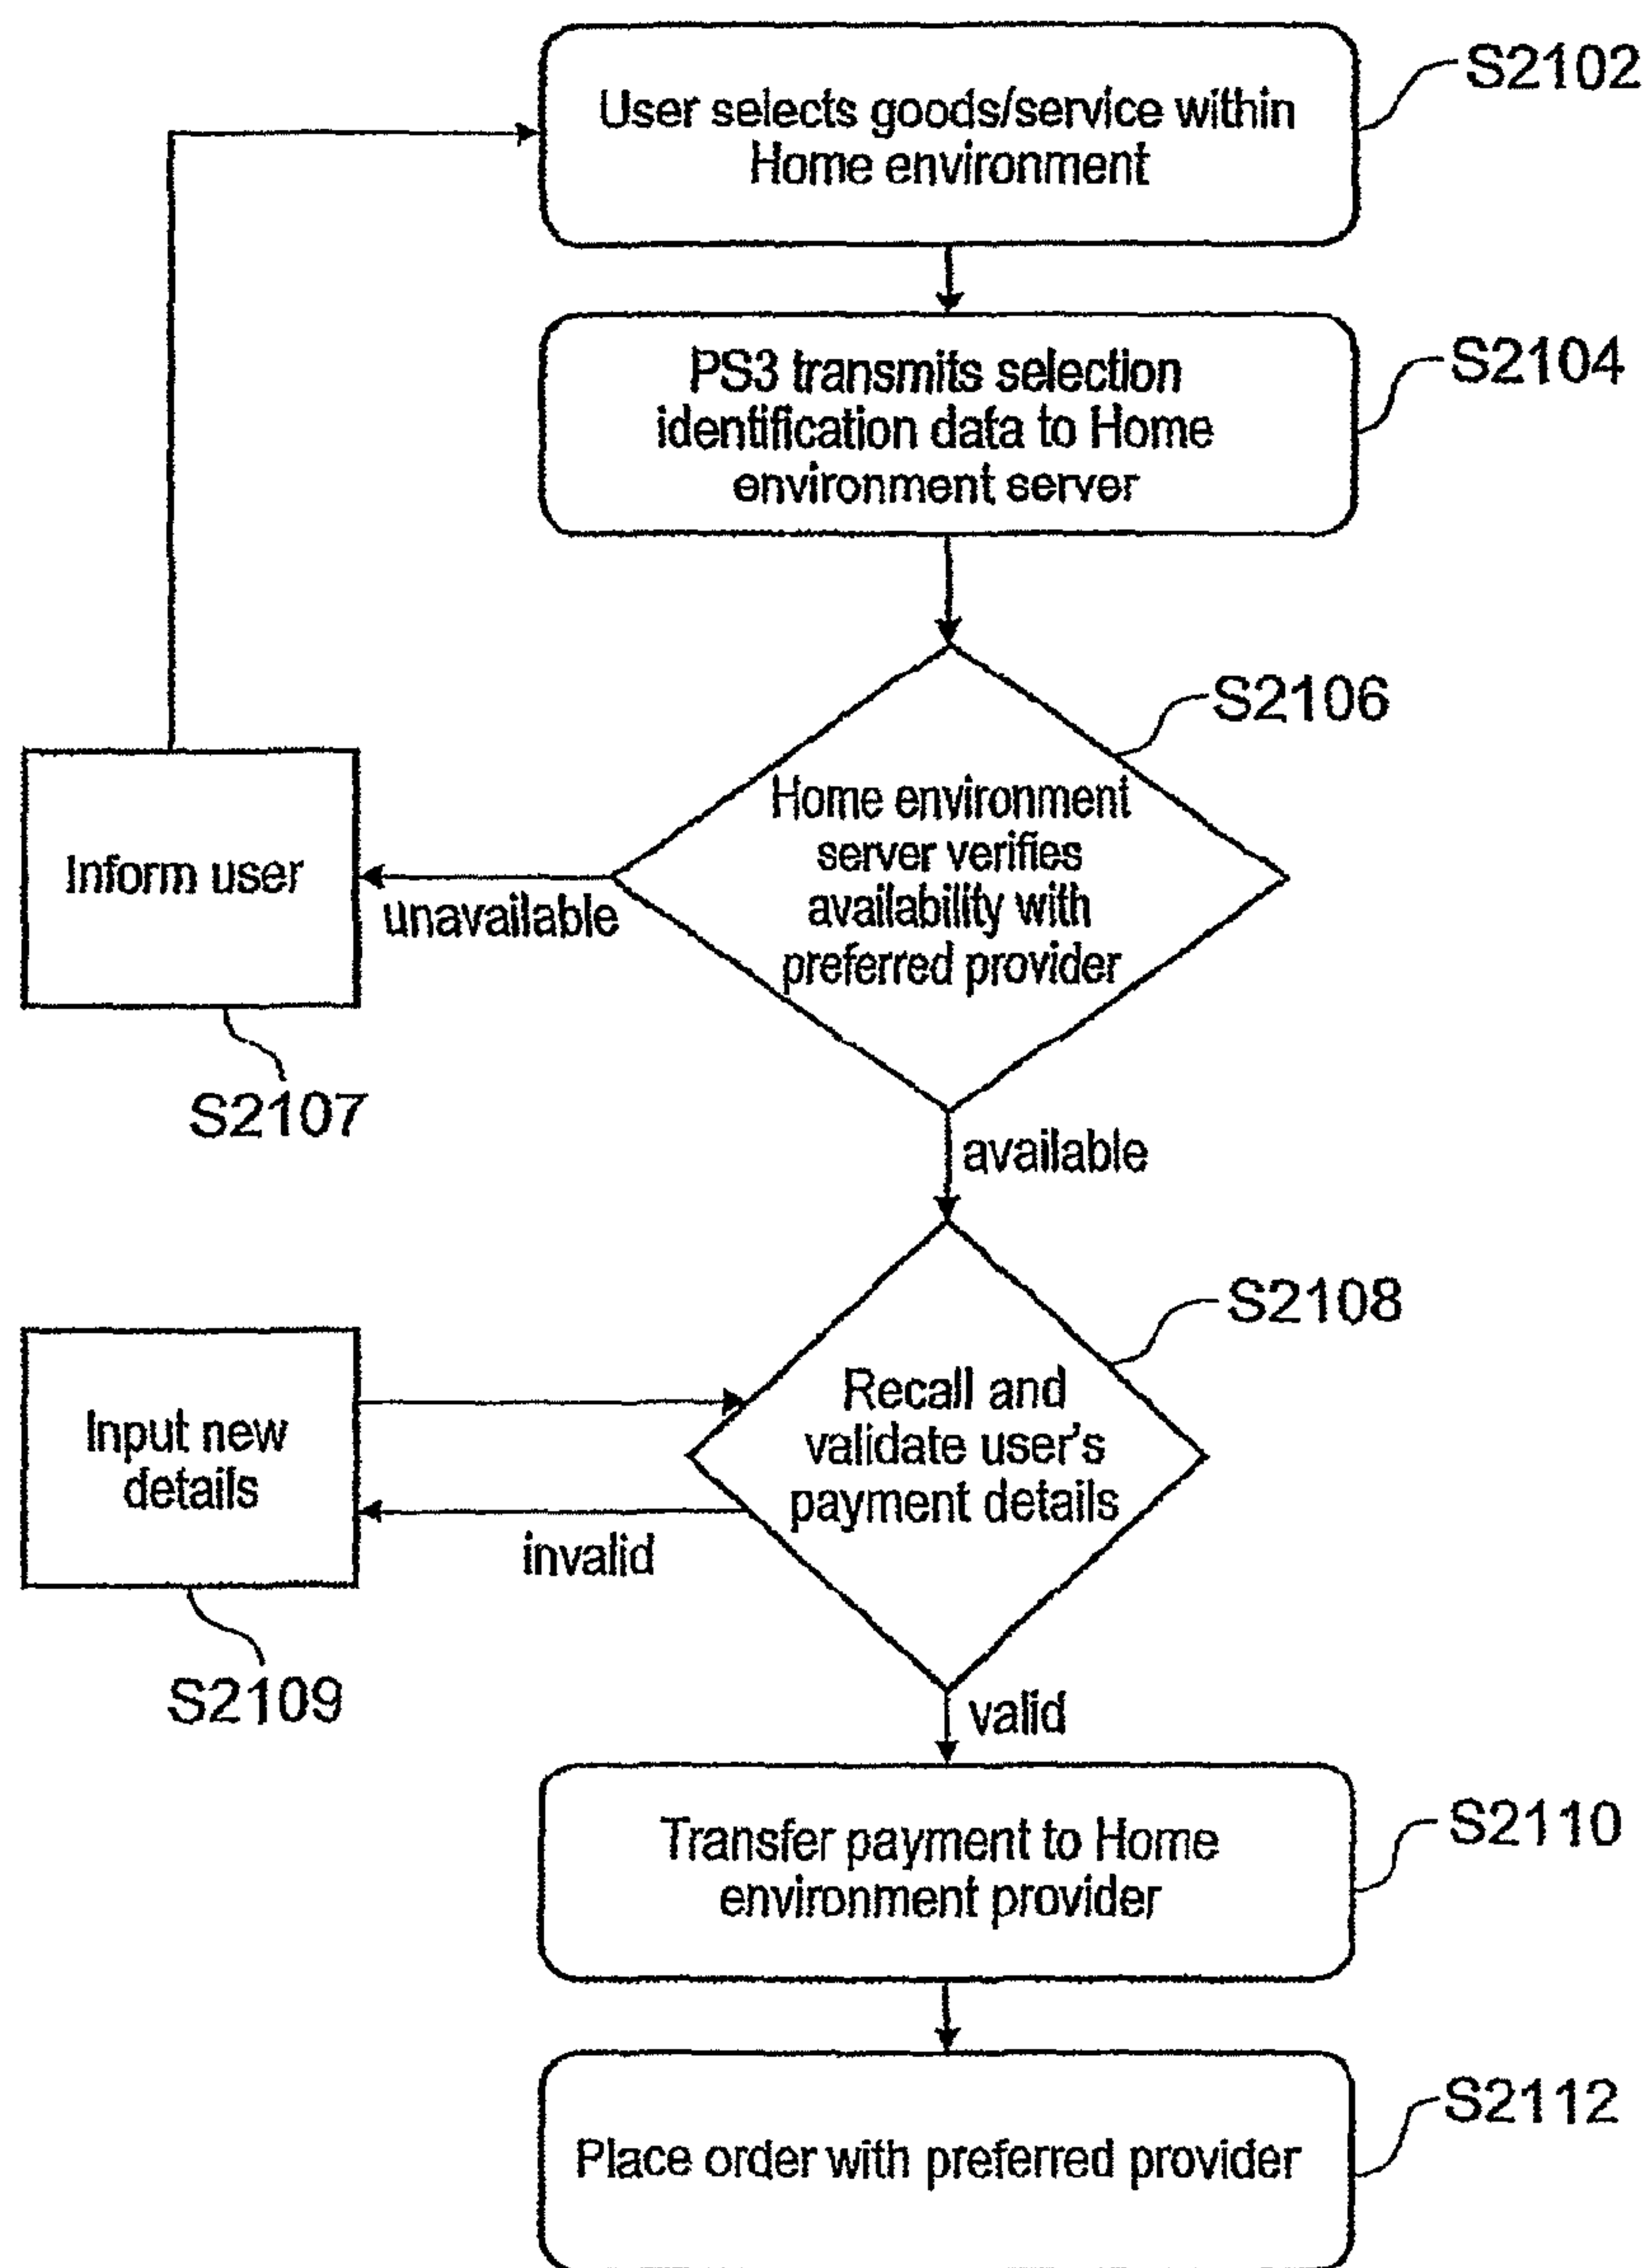 User selects goods/service within
Home environment
S2102
PS3 transmits selection
identification data to Home
environment server
S2104
Home environment
server verifies
availability with
preferred provider
S2106
unavailable
Inform user
S2107
available
Recall and
validate user's
payment details
S2108
Input new
details
invalid
S2109
valid
Transfer payment to Home
environment provider
S2110
Place order with preferred provider
S2112